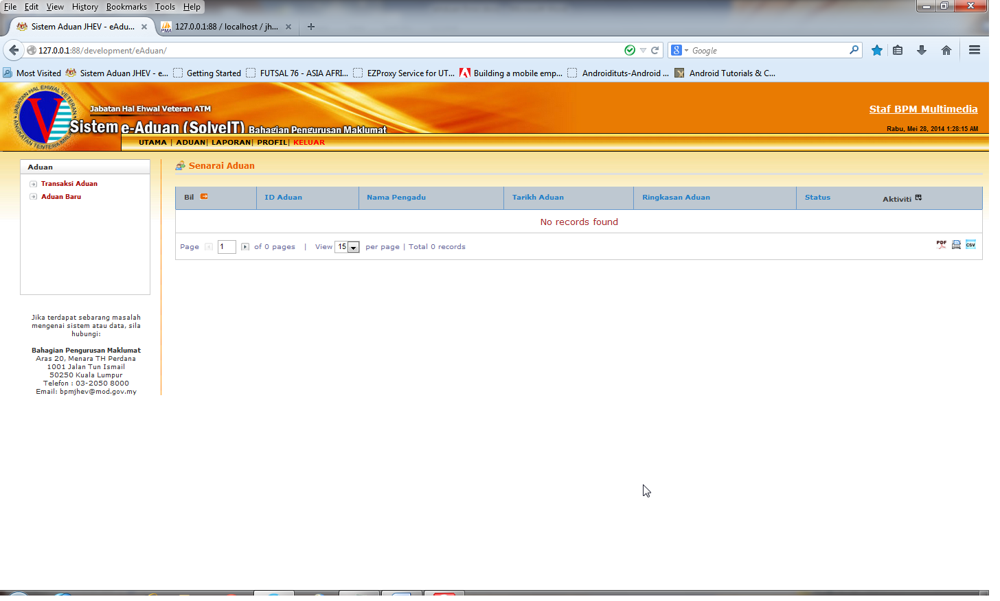 File Edit View History Bookmarks Tools Help
Sistem Aduan JHEV - eAdu... 127.0.0.1:88 / localhost / jh...
127.0.0.1:88/development/eAduan/ Google
Most Visited Sistem Aduan JHEV - e... Getting Started FUTSAL 76 - ASIA AFRI... EZProxy Service for UT... Building a mobile emp... Androidituts-Android ... Android Tutorials & C...
JABATAN HAL EHWAL VETERAN
ANGKATAN TENTERA MALAYSIA
Jabatan Hal Ehwal Veteran ATM
Sistem e-Aduan (SolveIT) Bahagian Pengurusan Maklumat
Staf BPM Multimedia
Rabu, Mei 28, 2014 1:28:15 AM
UTAMA | ADUAN| LAPORAN| PROFIL| KELUAR
Aduan
Transaksi Aduan
Aduan Baru
Jika terdapat sebarang masalah
mengenai sistem atau data, sila
hubungi:
Bahagian Pengurusan Maklumat
Aras 20, Menara TH Perdana
1001 Jalan Tun Ismail
50250 Kuala Lumpur
Telefon : 03-2050 8000
Email: bpmjhev@mod.gov.my
Senarai Aduan
Bil ID Aduan Nama Pengadu Tarikh Aduan Ringkasan Aduan Status Aktiviti
No records found
Page 1 of 0 pages | View 15 per page | Total 0 records
PDF CSV